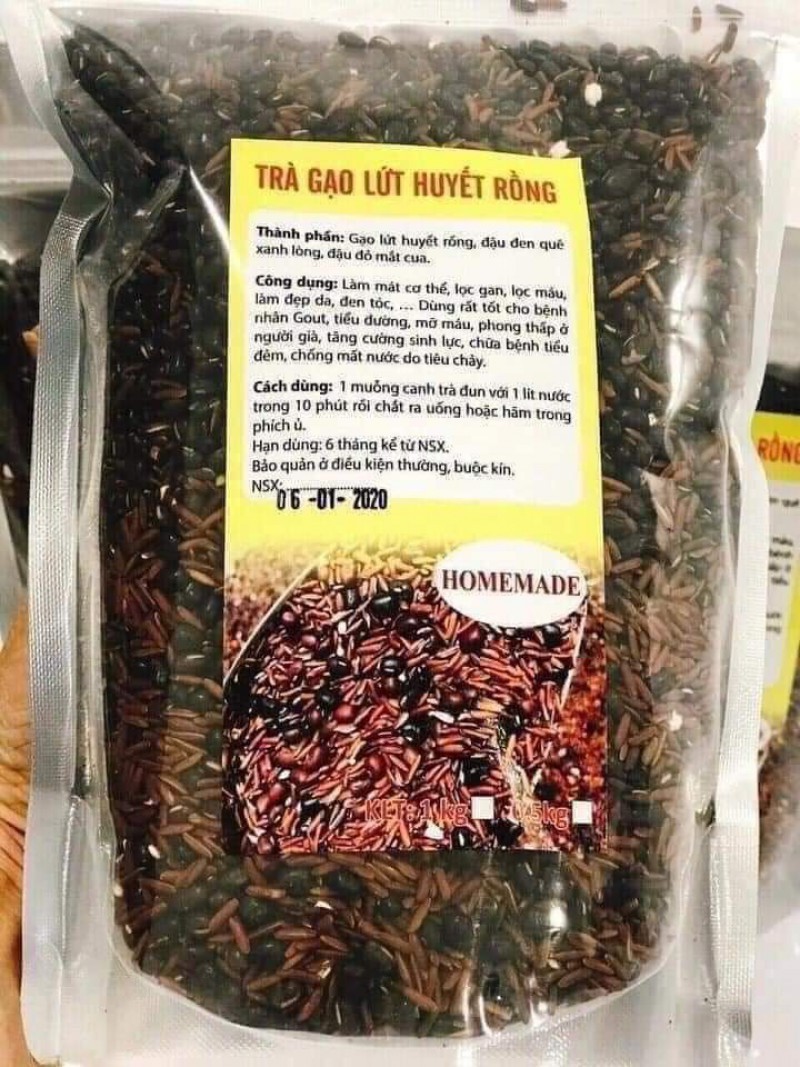 TRÀ GẠO LỨT HUYẾT RỒNG
Thành phần: Gạo lứt huyết rồng, đậu đen quê
xanh lòng, đậu đỏ mắt cua.
Công dụng: Làm mát cơ thể, lọc gan, lọc máu,
làm đẹp da, đen tóc, ... Dùng rất tốt cho bệnh
nhân Gout, tiểu đường, mỡ máu, phong thấp ở
người già, tăng cường sinh lực, chữa bệnh tiểu
đêm, chống mất nước do tiêu chảy.
Cách dùng: 1 muỗng canh trà đun với 1 lít nước
trong 10 phút rồi chắt ra uống hoặc hãm trong
phích ủ.
Hạn dùng: 6 tháng kể từ NSX.
Bảo quản ở điều kiện thường, buộc kín.
NSX:
06 -01- 2020
HOMEMADE
KLT: 1 kg 0,5kg
RỒNG